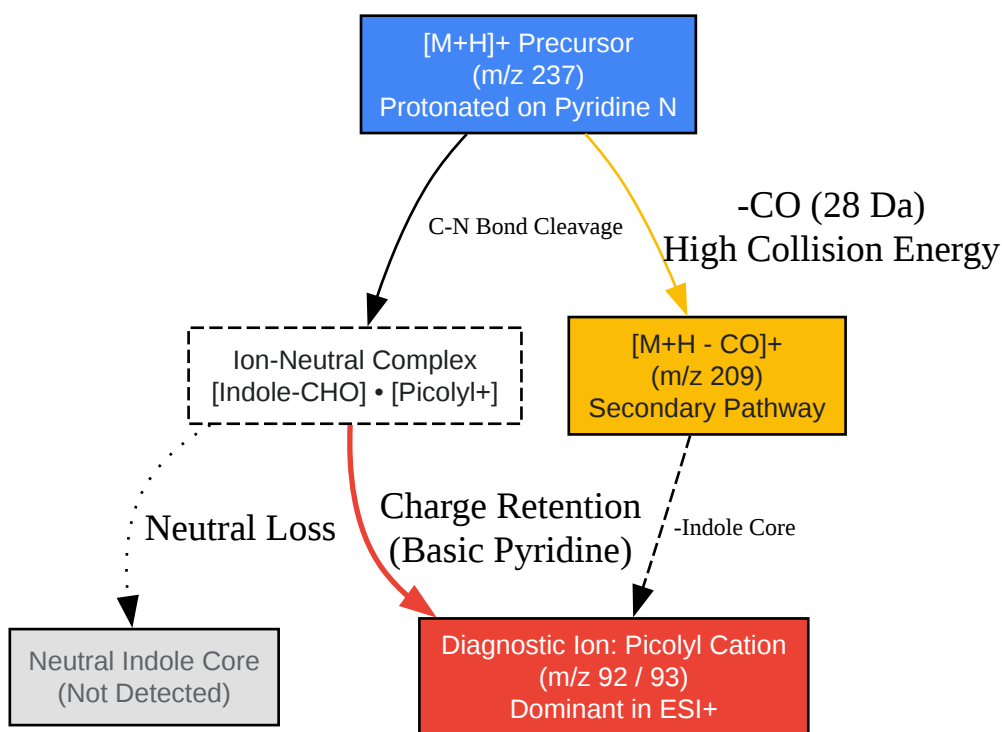 [M+H]+ Precursor
(m/z 237)
Protonated on Pyridine N
C-N Bond Cleavage
-CO (28 Da)
High Collision Energy
Ion-Neutral Complex
[Indole-CHO] • [Picolyl+]
[M+H - CO]+
(m/z 209)
Secondary Pathway
Neutral Loss
Charge Retention
(Basic Pyridine)
-Indole Core
Neutral Indole Core
(Not Detected)
Diagnostic Ion: Picolyl Cation
(m/z 92 / 93)
Dominant in ESI+